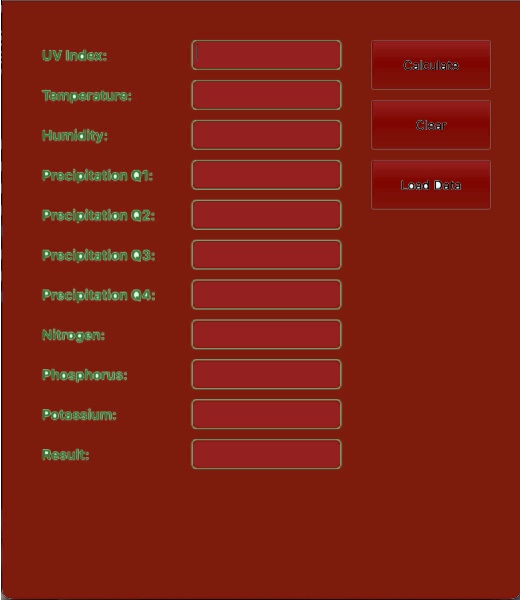 UV Index:
Calculate
Temperature:
Clear
Humidity:
Precipitation Q1:
Load Data
Precipitation Q2:
Precipitation Q3:
Precipitation Q4:
Nitrogen:
Phosphorus:
Potassium:
Result: